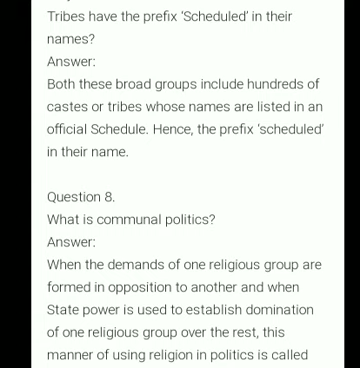 Tribes have the prefix ‘Scheduled’ in their
names?
Answer:
Both these broad groups include hundreds of
castes or tribes whose names are listed in an
official Schedule. Hence, the prefix ‘scheduled’
in their name.
Question 8.
What is communal politics?
Answer:
When the demands of one religious group are
formed in opposition to another and when
State power is used to establish domination
of one religious group over the rest, this
manner of using religion in politics is called